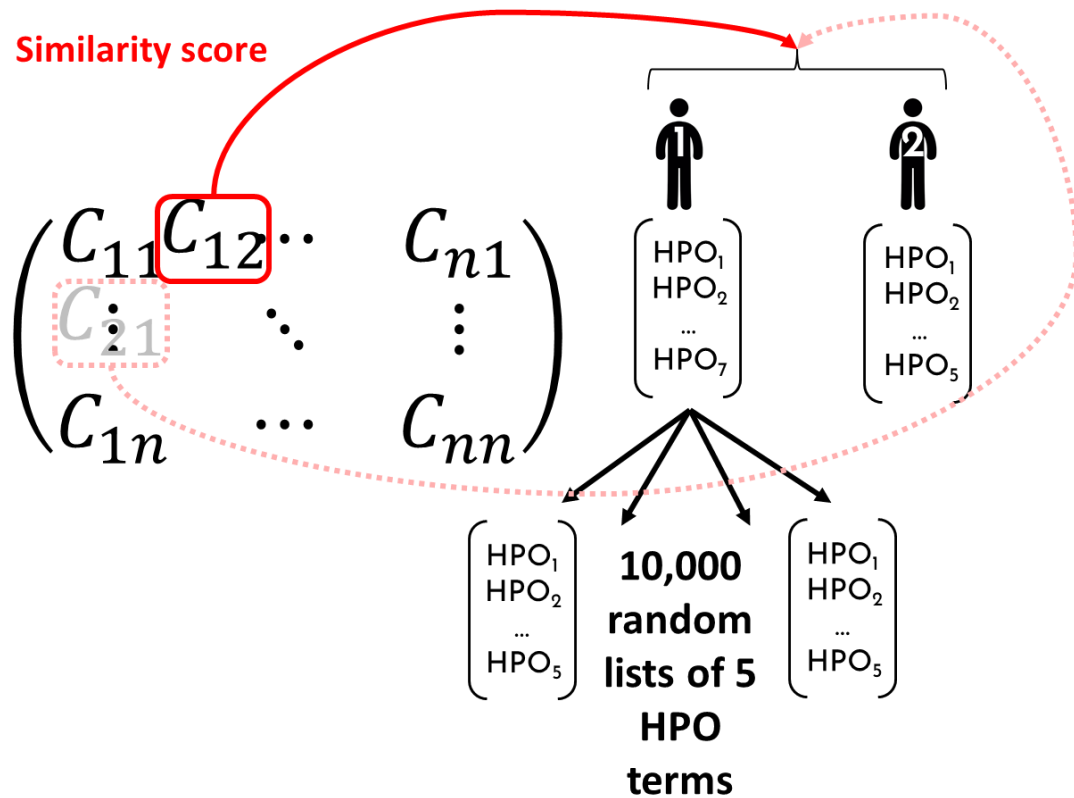 Similarity score
1 2
C₁₁ C₁₂ ⋯ Cₙ₁
C₂₁ ⋮ ⋱ ⋮
C₁ₙ ⋯ Cₙₙ
HPO₁
HPO₂
...
HPO₇
HPO₁
HPO₂
...
HPO₅
HPO₁
HPO₂
...
HPO₅
10,000
random
lists of 5
HPO
terms
HPO₁
HPO₂
...
HPO₅